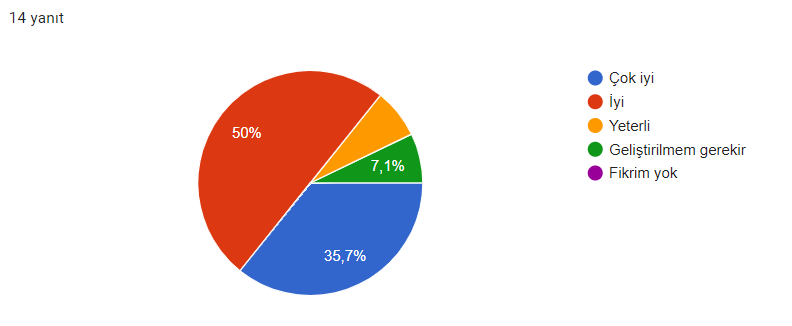 14 yanıt
50%
7,1%
35,7%
Çok iyi
İyi
Yeterli
Geliştirilmem gerekir
Fikrim yok